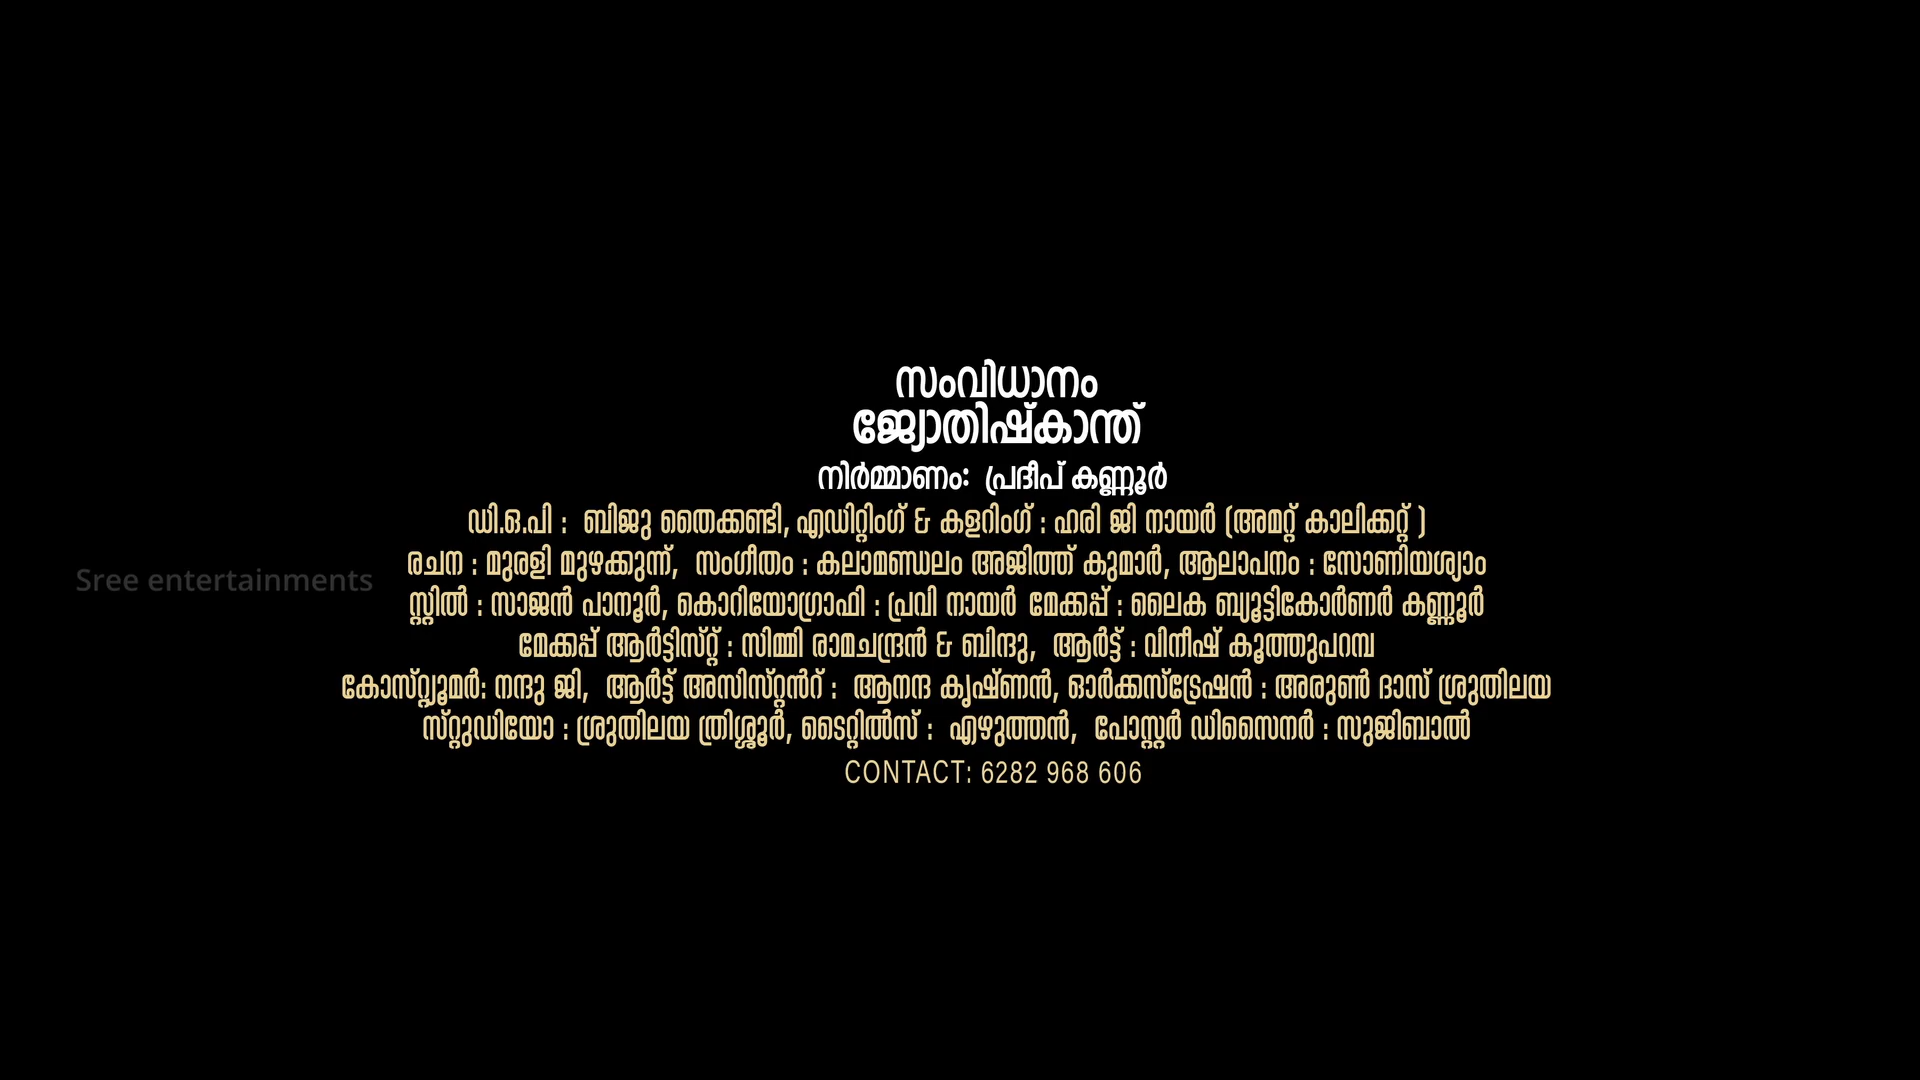 സംവിധാനം
ജ്യോതിഷ്കാന്ത്
നിർമ്മാണം: പ്രദീപ് കണ്ണൂർ
ഡി.ഒ.പി : ബിജു തൈക്കണ്ടി, എഡിറ്റിംഗ് & കളറിംഗ് : ഹരി ജി നായർ (അമറ്റ് കാലിക്കറ്റ് )
രചന : മുരളി മുഴക്കുന്ന്, സംഗീതം : കലാമണ്ഡലം അജിത്ത് കുമാർ, ആലാപനം : സോണിയശ്യാം
Sree entertainments
സ്റ്റിൽ : സാജൻ പാനൂർ, കൊറിയോഗ്രാഫി : പ്രവി നായർ മേക്കപ്പ് : ലൈക ബ്യൂട്ടികോർണർ കണ്ണൂർ
മേക്കപ്പ് ആർട്ടിസ്റ്റ് : സിമ്മി രാമചന്ദ്രൻ & ബിന്ദു, ആർട്ട് : വിനീഷ് കൂത്തുപറമ്പ
കോസ്റ്റ്യൂമർ: നന്ദു ജി, ആർട്ട് അസിസ്റ്റൻറ് : ആനന്ദ കൃഷ്ണൻ, ഓർക്കസ്ട്രേഷൻ : അരുൺ ദാസ് ശ്രുതിലയ
സ്റ്റുഡിയോ : ശ്രുതിലയ ത്രിശ്ശൂർ, ടൈറ്റിൽസ് : എഴുത്തൻ, പോസ്റ്റർ ഡിസൈനർ : സുജിബാൽ
CONTACT: 6282 968 606